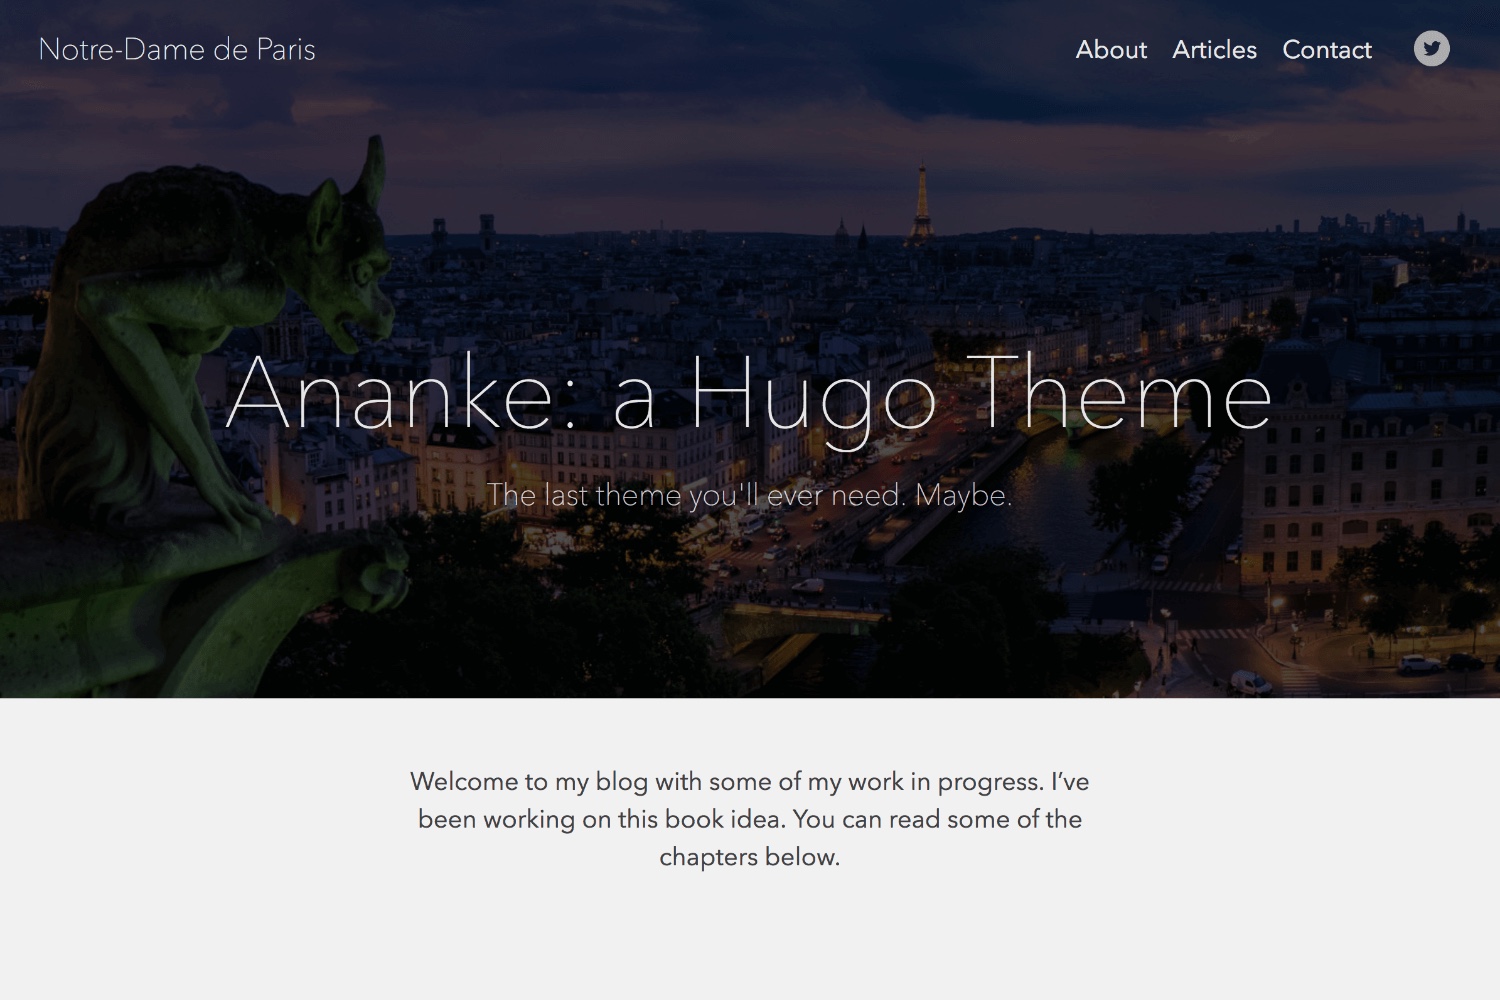 Notre-Dame de Paris
About Articles Contact
Ananke: a Hugo Theme
The last theme you'll ever need. Maybe.
Welcome to my blog with some of my work in progress. I’ve
been working on this book idea. You can read some of the
chapters below.